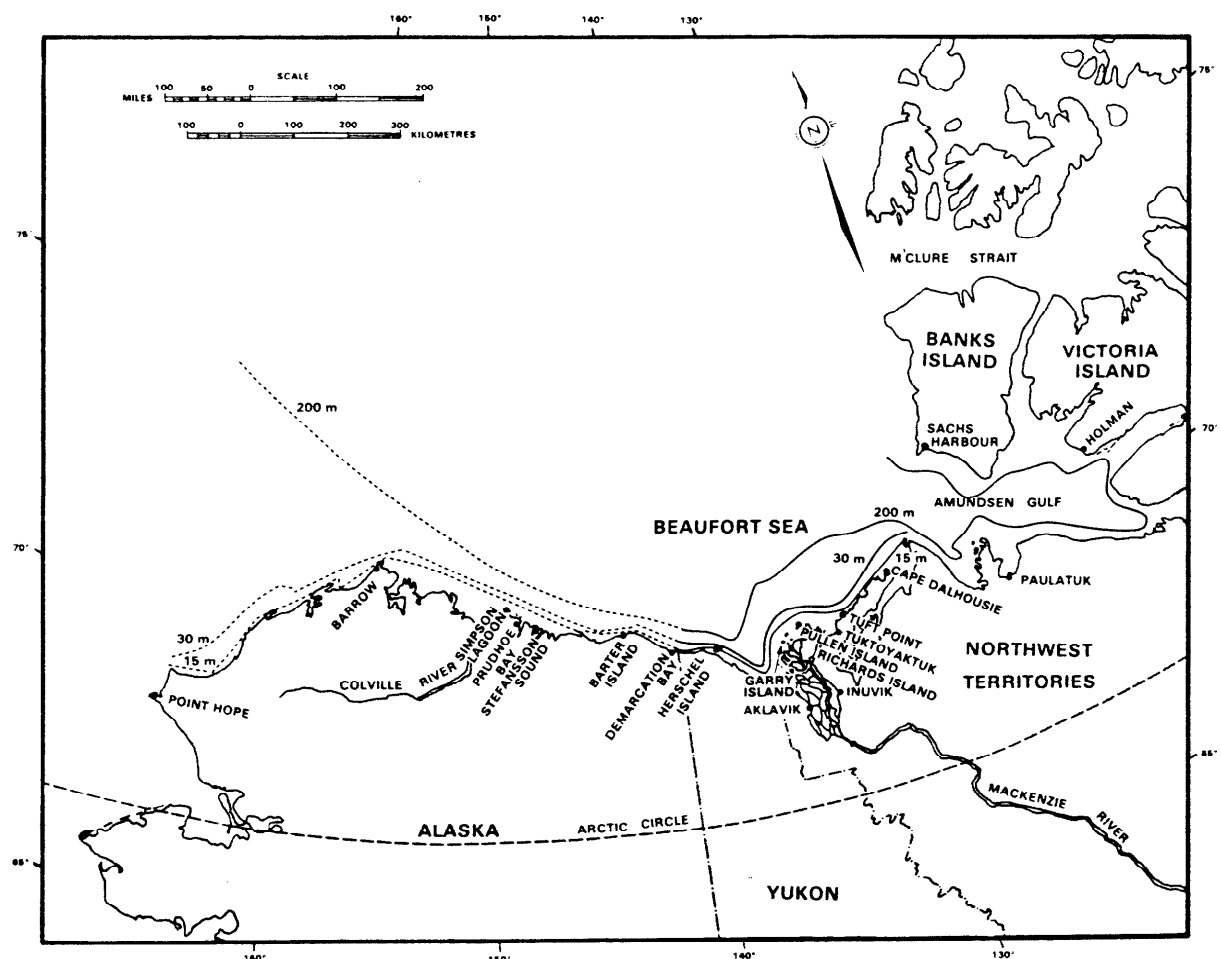 160° 150° 140° 130°
SCALE
100 50 0 100 200
MILES
100 0 100 200 300
KILOMETRES
75°
N
75°
M'CLURE STRAIT
BANKS
ISLAND
VICTORIA
ISLAND
200 m
HOLMAN
SACHS
HARBOUR
70°
AMUNDSEN GULF
200 m
BEAUFORT SEA
70°
30 m
15 m
CAPE DALHOUSIE
PAULATUK
BARROW
TUFT POINT
TUKTOYAKTUK
PULLEN ISLAND
RICHARDS ISLAND
30 m
15 m
SIMPSON
LAGOON
PRUDHOE
BAY
STEFANSSON
SOUND
BARTER
ISLAND
DEMARCATION
BAY
HERSCHEL
ISLAND
NORTHWEST
TERRITORIES
COLVILLE RIVER
GARRY
ISLAND
INUVIK
AKLAVIK
POINT HOPE
65°
MACKENZIE RIVER
ALASKA
ARCTIC CIRCLE
65°
YUKON
160° 150° 140° 130°